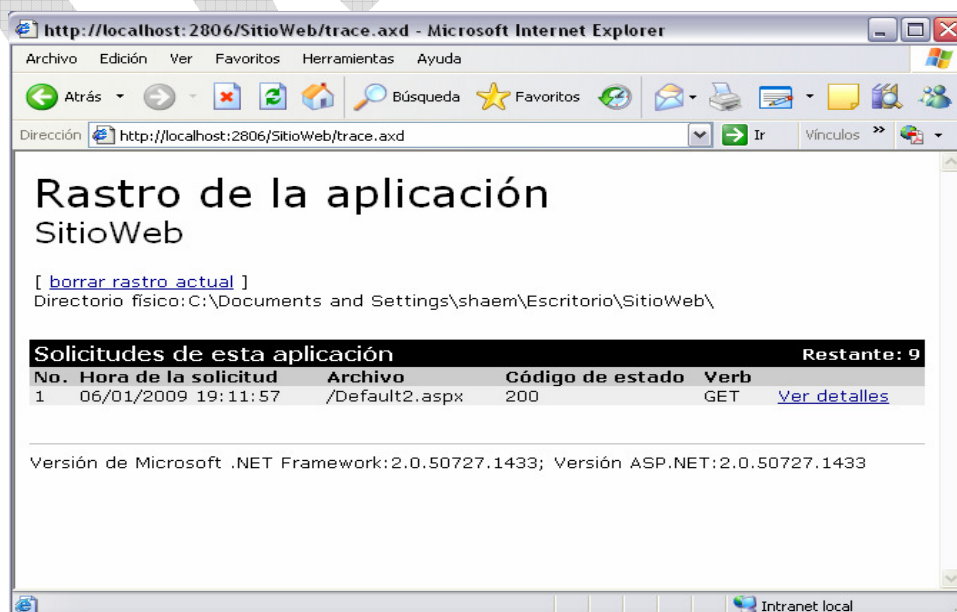 http://localhost:2806/SitioWeb/trace.axd - Microsoft Internet Explorer
Archivo Edición Ver Favoritos Herramientas Ayuda
Atrás Búsqueda Favoritos
Dirección http://localhost:2806/SitioWeb/trace.axd Ir Vínculos »
Rastro de la aplicación
SitioWeb
[ borrar rastro actual ]
Directorio físico:C:\Documents and Settings\shaem\Escritorio\SitioWeb\
Solicitudes de esta aplicación Restante: 9
No. Hora de la solicitud Archivo Código de estado Verb
1 06/01/2009 19:11:57 /Default2.aspx 200 GET Ver detalles
Versión de Microsoft .NET Framework:2.0.50727.1433; Versión ASP.NET:2.0.50727.1433
Intranet local